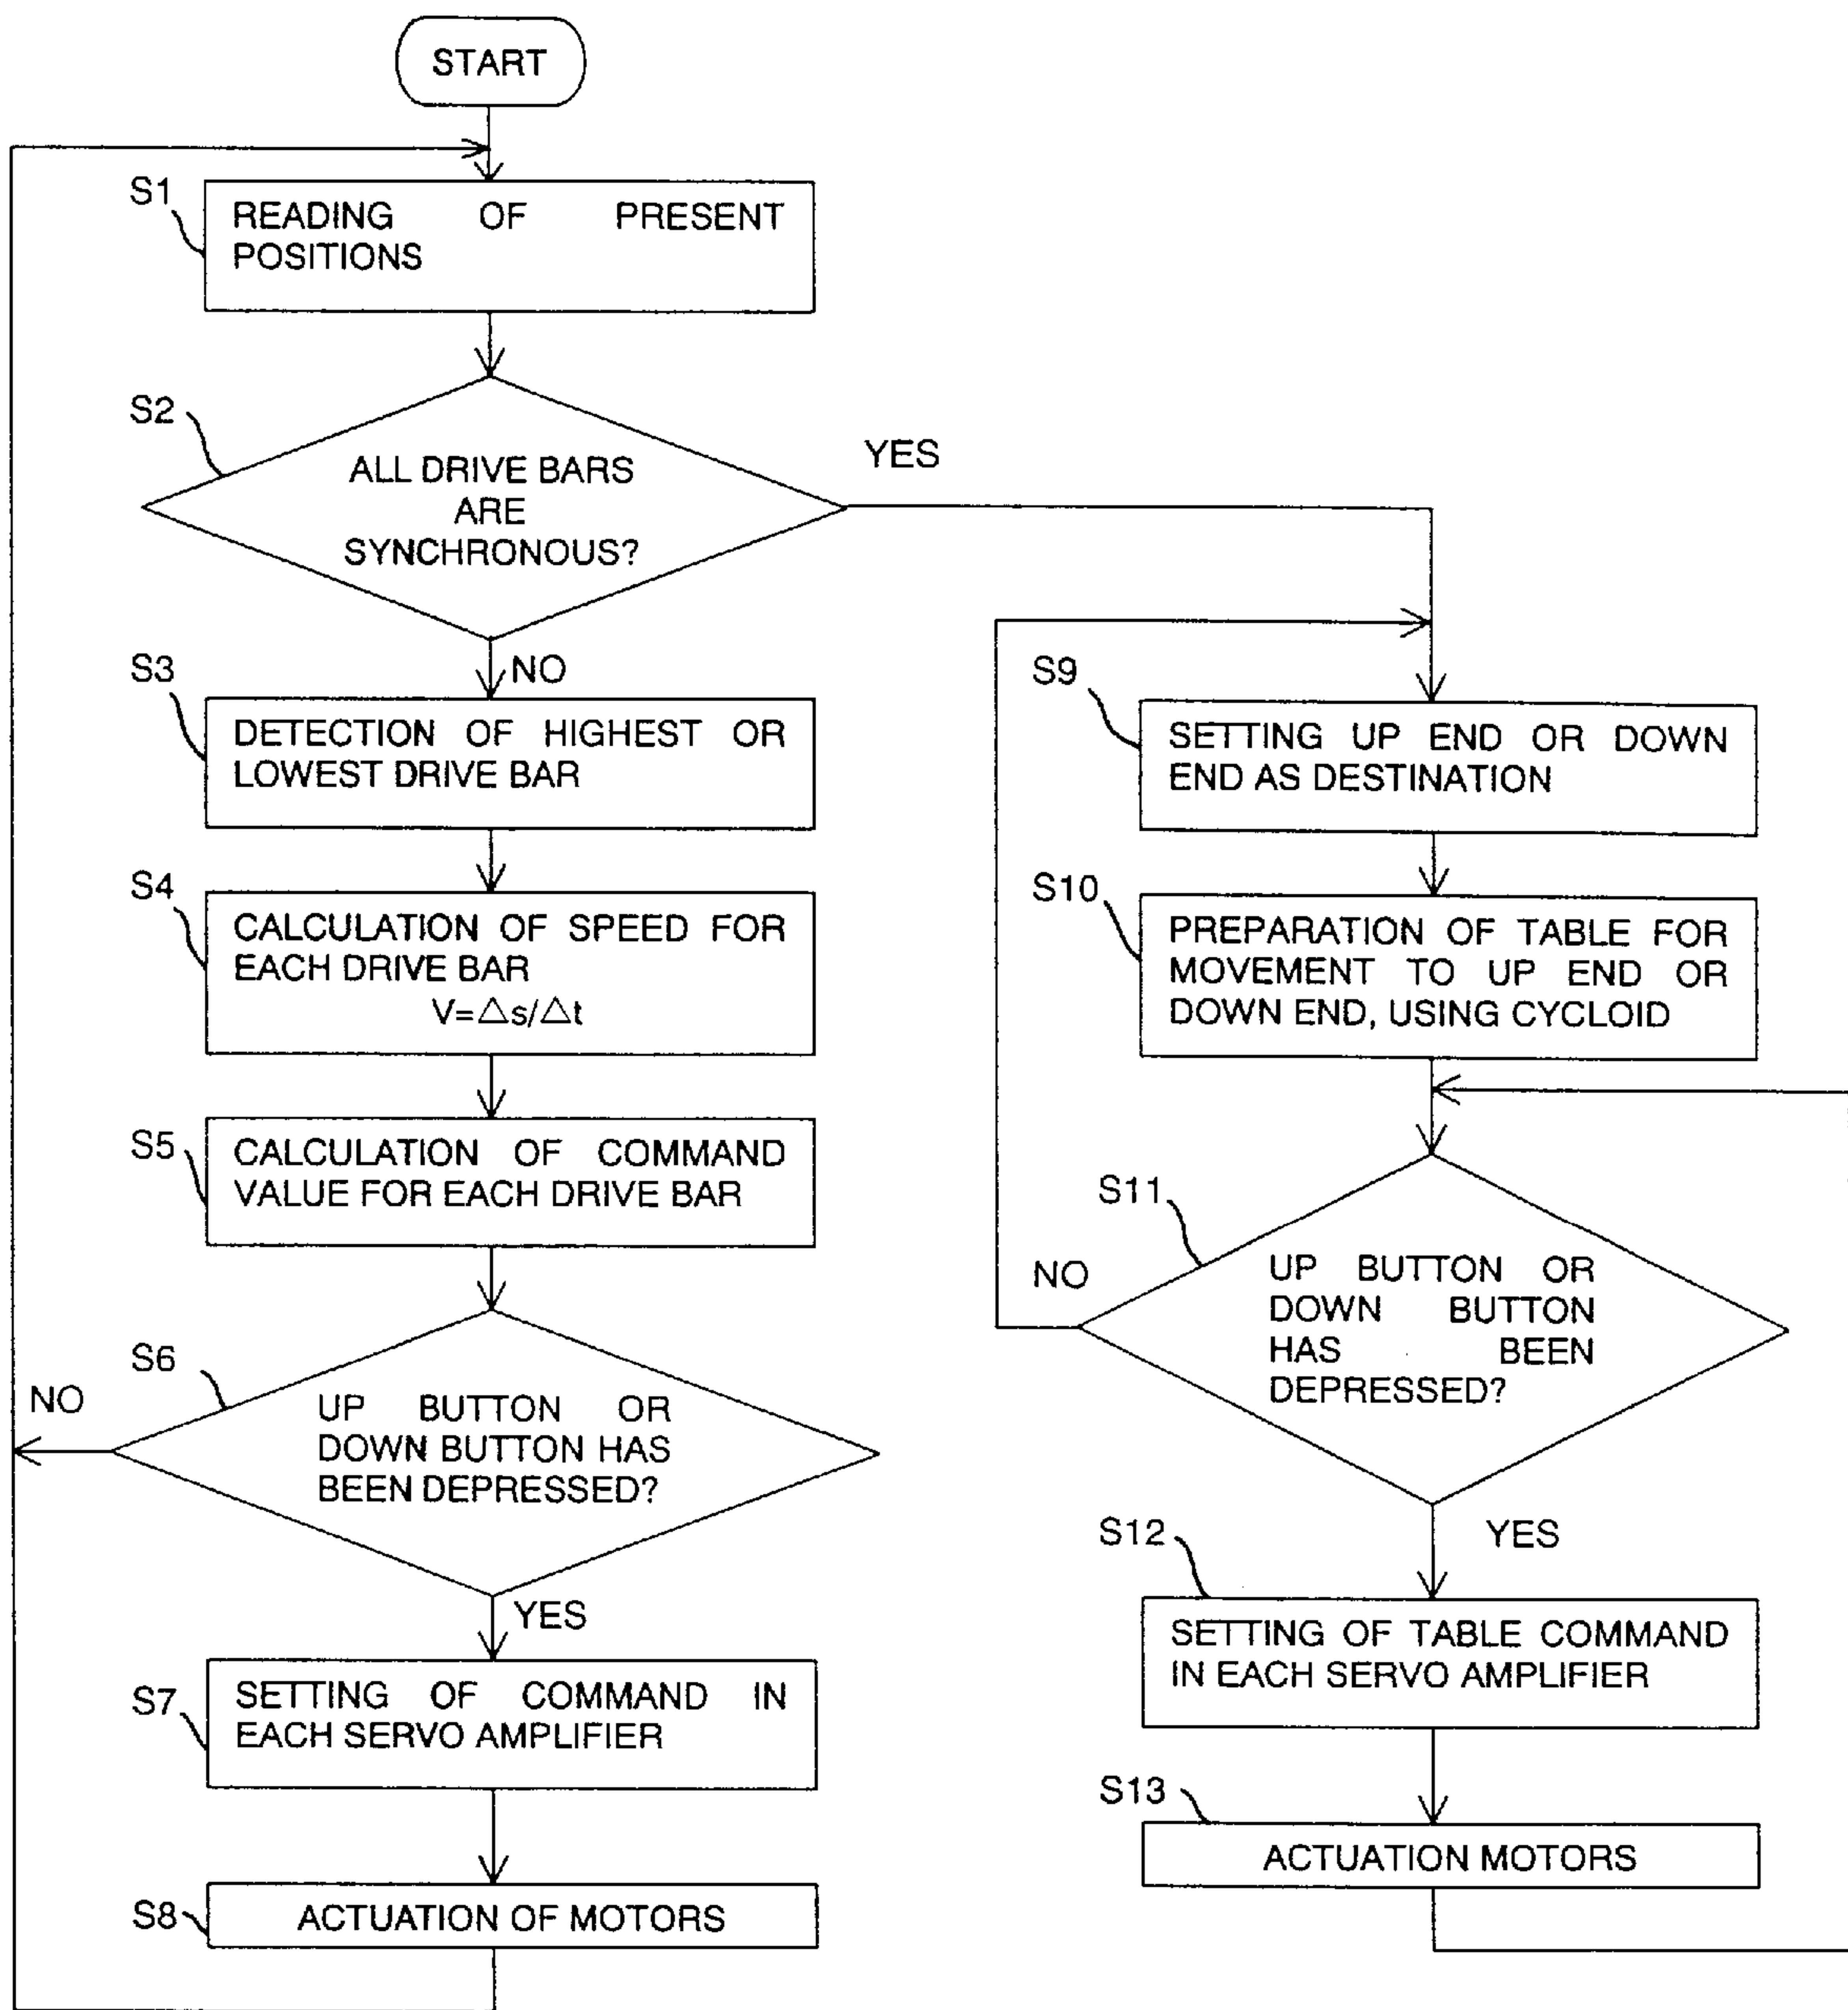 START
S1
READING OF PRESENT
POSITIONS
S2
ALL DRIVE BARS
ARE
SYNCHRONOUS?
YES
NO
S3
DETECTION OF HIGHEST OR
LOWEST DRIVE BAR
S4
CALCULATION OF SPEED FOR
EACH DRIVE BAR
V=△s/△t
S5
CALCULATION OF COMMAND
VALUE FOR EACH DRIVE BAR
S6
NO
UP BUTTON OR
DOWN BUTTON HAS
BEEN DEPRESSED?
YES
S7
SETTING OF COMMAND IN
EACH SERVO AMPLIFIER
S8
ACTUATION OF MOTORS
S9
SETTING UP END OR DOWN
END AS DESTINATION
S10
PREPARATION OF TABLE FOR
MOVEMENT TO UP END OR
DOWN END, USING CYCLOID
S11
NO
UP BUTTON OR
DOWN BUTTON
HAS BEEN
DEPRESSED?
YES
S12
SETTING OF TABLE COMMAND
IN EACH SERVO AMPLIFIER
S13
ACTUATION MOTORS